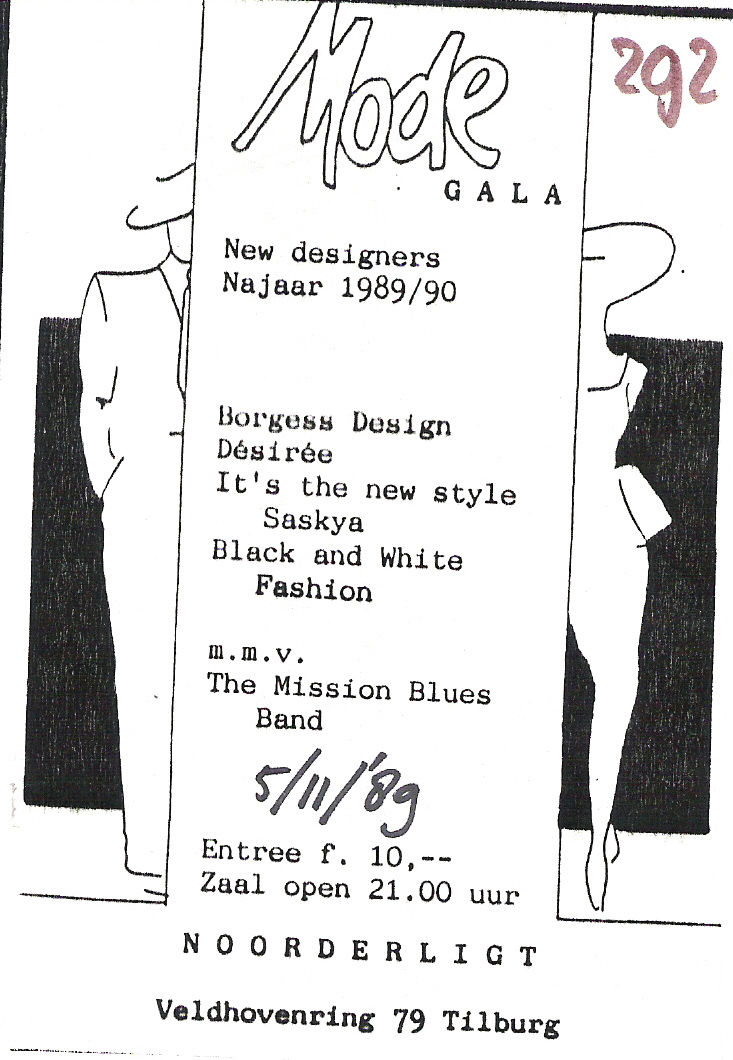 Mode
292
GALA
New designers
Najaar 1989/90
Borgess Design
Désirée
It's the new style
Saskya
Black and White
Fashion
m.m.v.
The Mission Blues
Band
5/11/'89
Entree f. 10,--
Zaal open 21.00 uur
NOORDERLIGT
Veldhovenring 79 Tilburg